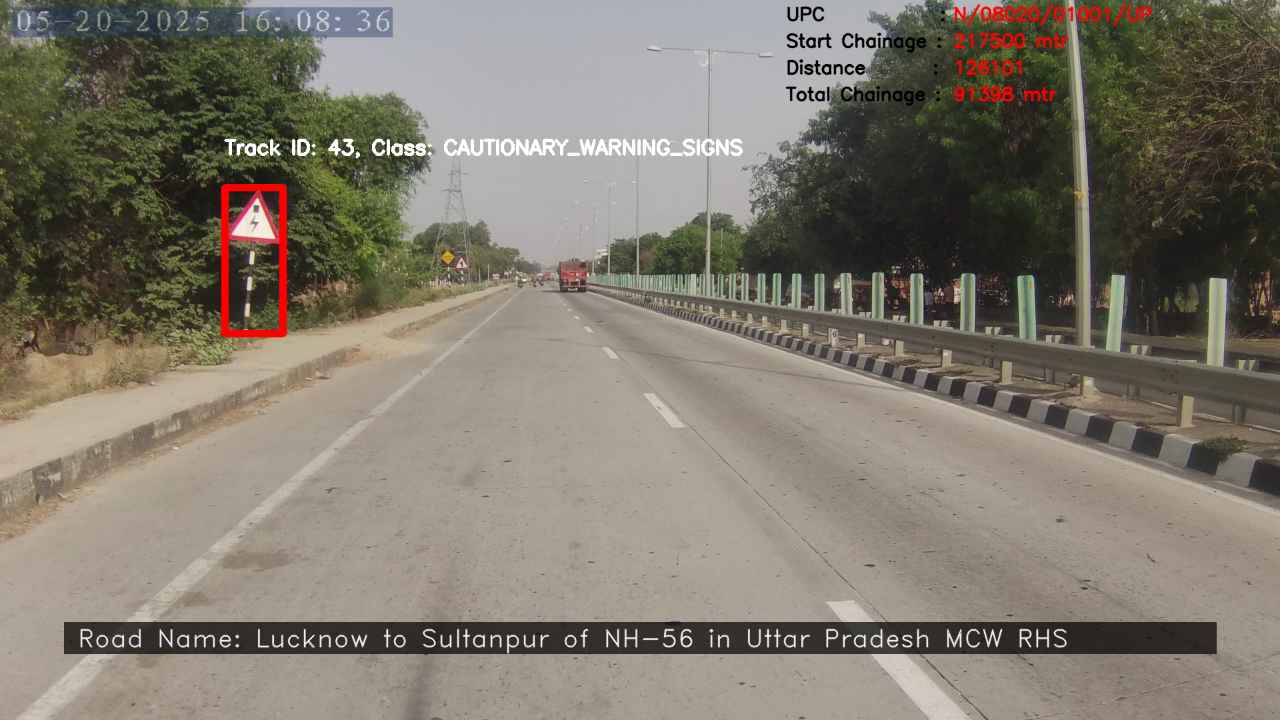 05-20-2025 16:08:36
UPC : N/08020/01001/UP
Start Chainage : 217500 mtr
Distance : 126101
Total Chainage : 91398 mtr
Track ID: 43, Class: CAUTIONARY_WARNING_SIGNS
Road Name: Lucknow to Sultanpur of NH-56 in Uttar Pradesh MCW RHS